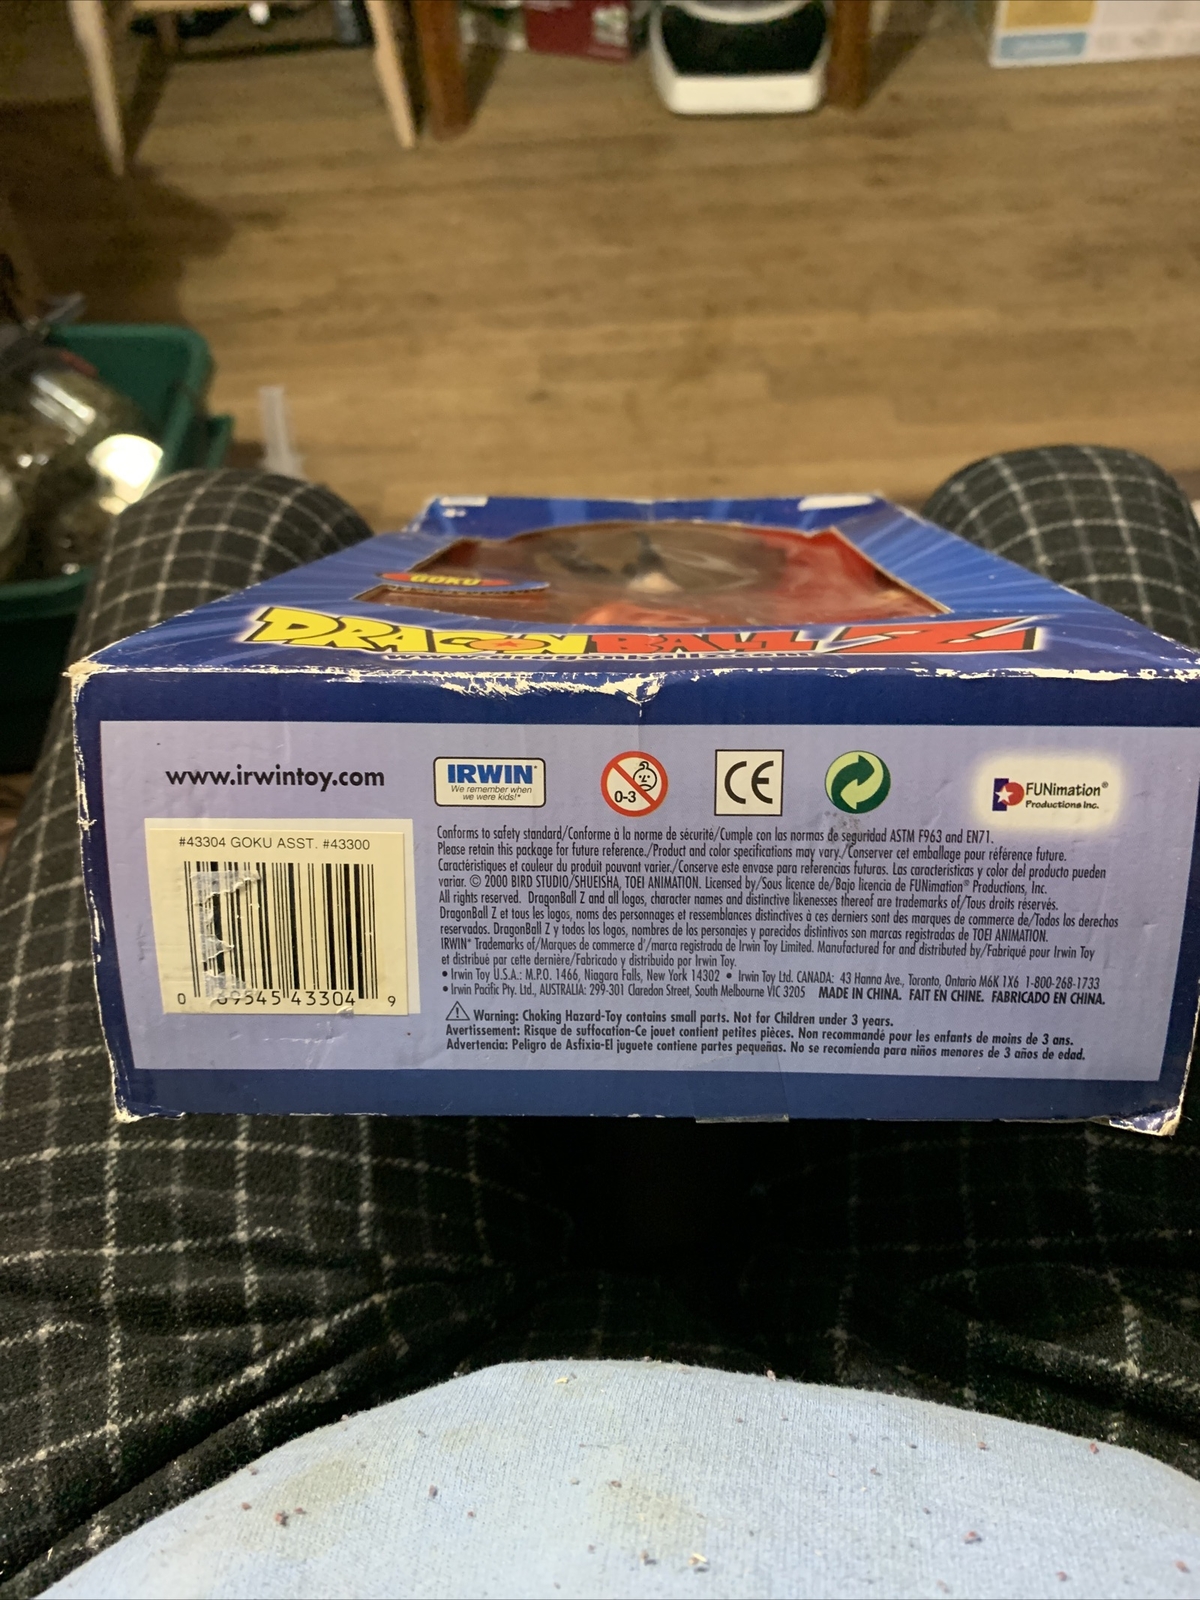 GOKU
DRAGON BALL Z
www.dragonballz.com
www.irwintoy.com
IRWIN®
We remember when
we were kids!*
0-3
CE
FUNimation®
Productions Inc.
#43304 GOKU ASST. #43300
0 69545 43304 9
Conforms to safety standard/Conforme à la norme de sécurité/Cumple con las normas de seguridad ASTM F963 and EN71.
Please retain this package for future reference./Product and color specifications may vary./Conserver cet emballage pour référence future.
Caractéristiques et couleur du produit pouvant varier./Conserve este envase para referencias futuras. Las características y color del producto pueden
variar. © 2000 BIRD STUDIO/SHUEISHA, TOEI ANIMATION. Licensed by/Sous licence de/Bajo licencia de FUNimation® Productions, Inc.
All rights reserved. DragonBall Z and all logos, character names and distinctive likenesses thereof are trademarks of/Tous droits réservés.
DragonBall Z et tous les logos, noms des personnages et ressemblances distinctives à ces derniers sont des marques de commerce de/Todos los derechos
reservados. DragonBall Z y todos los logos, nombres de los personajes y parecidos distintivos son marcas registradas de TOEI ANIMATION.
IRWIN* Trademarks of/Marques de commerce d'/marca registrada de Irwin Toy Limited. Manufactured for and distributed by/Fabriqué pour Irwin Toy
et distribué par cette dernière/Fabricado y distribuido por Irwin Toy.
• Irwin Toy U.S.A.: M.P.O. 1466, Niagara Falls, New York 14302 • Irwin Toy Ltd. CANADA: 43 Hanna Ave., Toronto, Ontario M6K 1X6 1-800-268-1733
• Irwin Pacific Pty. Ltd., AUSTRALIA: 299-301 Claredon Street, South Melbourne VIC 3205 MADE IN CHINA. FAIT EN CHINE. FABRICADO EN CHINA.
Warning: Choking Hazard-Toy contains small parts. Not for Children under 3 years.
Avertissement: Risque de suffocation-Ce jouet contient petites pièces. Non recommandé pour les enfants de moins de 3 ans.
Advertencia: Peligro de Asfixia-El juguete contiene partes pequeñas. No se recomienda para niños menores de 3 años de edad.